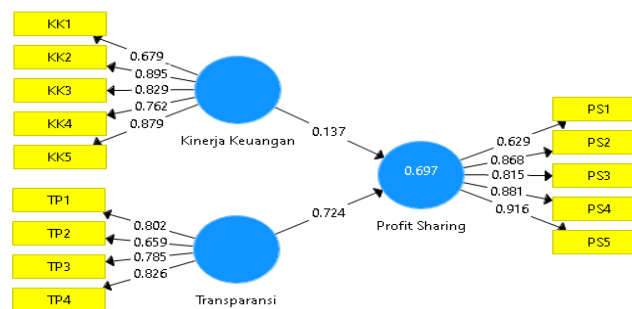 KK1
KK2
KK3
KK4
KK5
0.679
0.895
0.829
0.762
0.879
Kinerja Keuangan
0.137
TP1
TP2
TP3
TP4
0.802
0.659
0.785
0.826
Transparansi
0.724
0.697
Profit Sharing
0.629
0.868
0.815
0.881
0.916
PS1
PS2
PS3
PS4
PS5